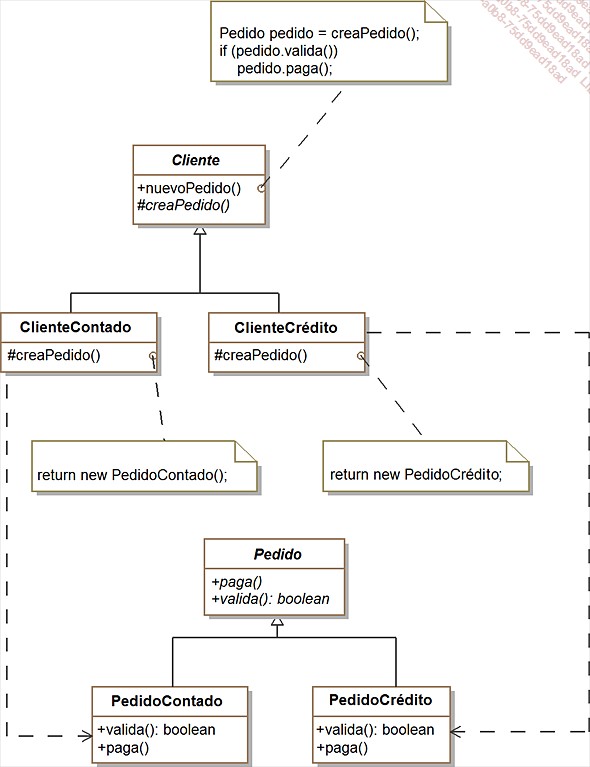 Pedido pedido = creaPedido();
if (pedido.valida())
pedido.paga();
Cliente
+nuevoPedido()
#creaPedido()
ClienteContado
#creaPedido()
ClienteCrédito
#creaPedido()
return new PedidoContado();
return new PedidoCrédito;
Pedido
+paga()
+valida(): boolean
PedidoContado
+valida(): boolean
+paga()
PedidoCrédito
+valida(): boolean
+paga()